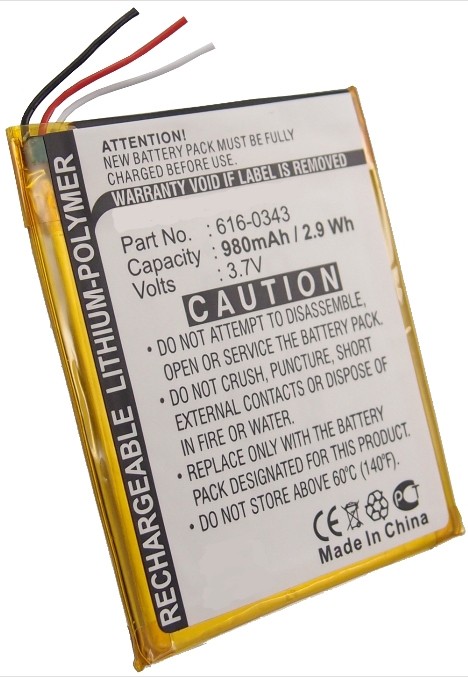 ATTENTION!
NEW BATTERY PACK MUST BE FULLY
CHARGED BEFORE USE.
WARRANTY VOID IF LABEL IS REMOVED
Part No. : 616-0343
Capacity : 980mAh / 2.9 Wh
Volts : 3.7V
CAUTION
• DO NOT ATTEMPT TO DISASSEMBLE,
OPEN OR SERVICE THE BATTERY PACK.
• DO NOT CRUSH, PUNCTURE, SHORT
EXTERNAL CONTACTS OR DISPOSE OF
IN FIRE OR WATER.
• REPLACE ONLY WITH THE BATTERY
PACK DESIGNATED FOR IT.
• DO NOT STORE ABOVE 60°C (140°F).
CE PCT
Made In China
RECHARGEABLE LITHIUM-POLYMER